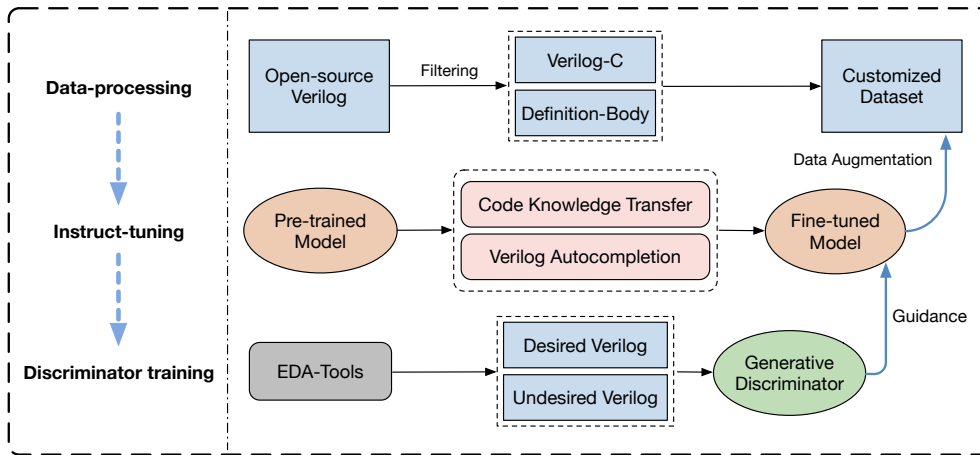 Data-processing
Open-source
Verilog
Filtering
Verilog-C
Definition-Body
Customized
Dataset
Data Augmentation
Instruct-tuning
Pre-trained
Model
Code Knowledge Transfer
Verilog Autocompletion
Fine-tuned
Model
Guidance
Discriminator training
EDA-Tools
Desired Verilog
Undesired Verilog
Generative
Discriminator